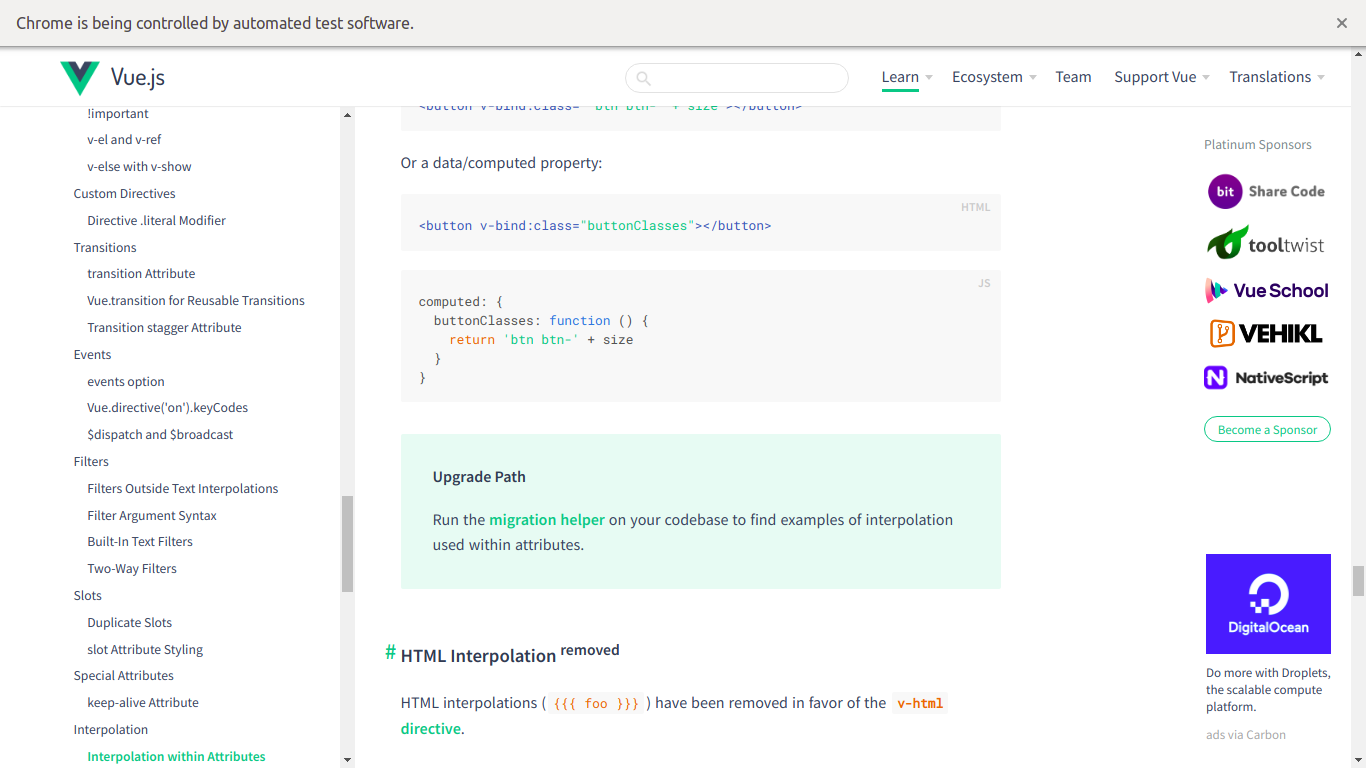 Chrome is being controlled by automated test software.
Vue.js
Learn
Ecosystem
Team
Support Vue
Translations
!important
v-el and v-ref
v-else with v-show
Custom Directives
Directive .literal Modifier
Transitions
transition Attribute
Vue.transition for Reusable Transitions
Transition stagger Attribute
Events
events option
Vue.directive('on').keyCodes
$dispatch and $broadcast
Filters
Filters Outside Text Interpolations
Filter Argument Syntax
Built-In Text Filters
Two-Way Filters
Slots
Duplicate Slots
slot Attribute Styling
Special Attributes
keep-alive Attribute
Interpolation
Interpolation within Attributes
<button v-bind:class="'btn btn-' + size"></button>
Or a data/computed property:
HTML
<button v-bind:class="buttonClasses"></button>
JS
computed: {
buttonClasses: function () {
return 'btn btn-' + size
}
}
Upgrade Path
Run the migration helper on your codebase to find examples of interpolation
used within attributes.
# HTML Interpolation removed
HTML interpolations ( {{{ foo }}} ) have been removed in favor of the v-html
directive.
Platinum Sponsors
bit Share Code
tooltwist
Vue School
VEHIKL
NativeScript
Become a Sponsor
DigitalOcean
Do more with Droplets,
the scalable compute
platform.
ads via Carbon